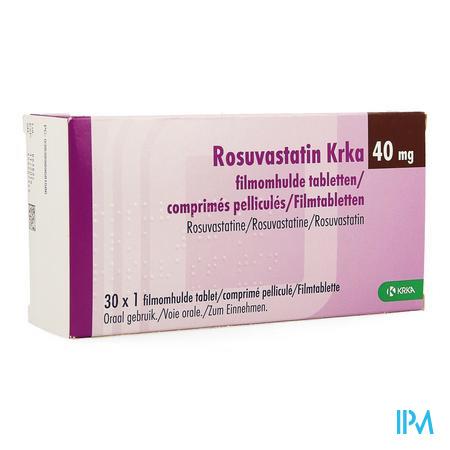 Rosuvastatin Krka 40 mg
filmomhulde tabletten/
comprimés pelliculés/Filmtabletten
Rosuvastatine/Rosuvastatine/Rosuvastatin
30 x 1 filmomhulde tablet/comprimé pelliculé/Filmtablette
Oraal gebruik./Voie orale./Zum Einnehmen.
KRKA
IPM